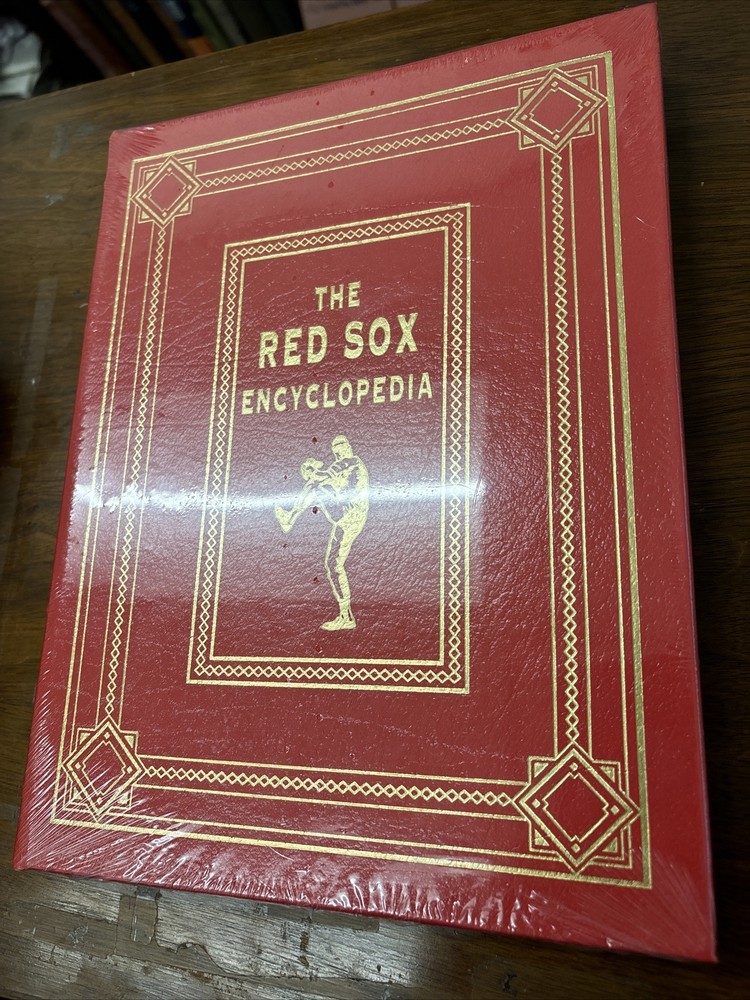 THE
RED SOX
ENCYCLOPEDIA